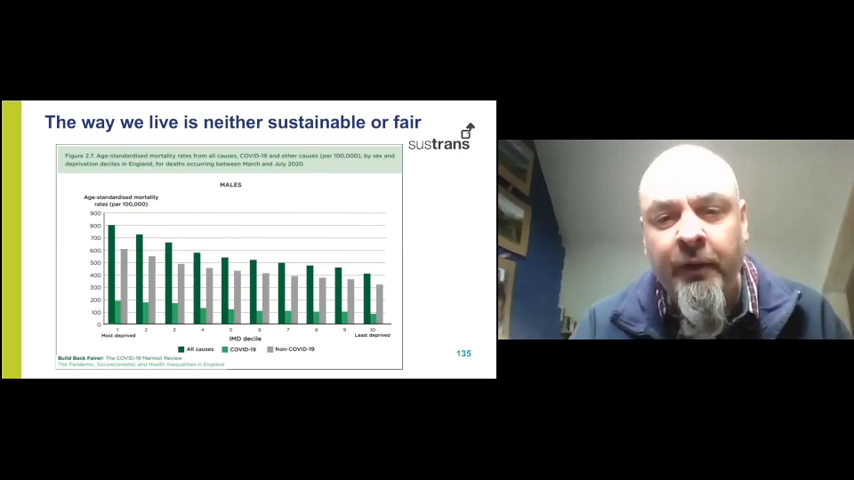 The way we live is neither sustainable or fair
sustrans
Figure 2.7. Age-standardised mortality rates from all causes, COVID-19 and other causes (per 100,000), by sex and
deprivation deciles in England, for deaths occurring between March and July 2020.
MALES
Age-standardised mortality
rates (per 100,000)
900
800
700
600
500
400
300
200
100
0
1 2 3 4 5 6 7 8 9 10
Most deprived
IMD decile
Least deprived
All causes COVID-19 Non-COVID-19
Build Back Fairer: The COVID-19 Marmot Review
The Pandemic, Socioeconomic and Health Inequalities in England
135